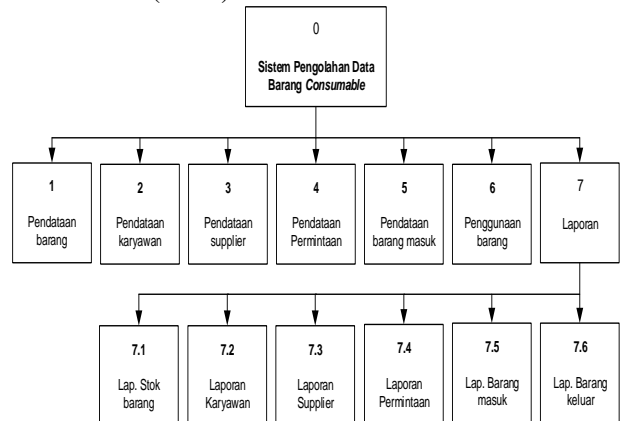 0
Sistem Pengolahan Data
Barang Consumable
1
Pendataan
barang
2
Pendataan
karyawan
3
Pendataan
supplier
4
Pendataan
Permintaan
5
Pendataan
barang masuk
6
Penggunaan
barang
7
Laporan
7.1
Lap. Stok
barang
7.2
Laporan
Karyawan
7.3
Laporan
Supplier
7.4
Laporan
Permintaan
7.5
Lap. Barang
masuk
7.6
Lap. Barang
keluar